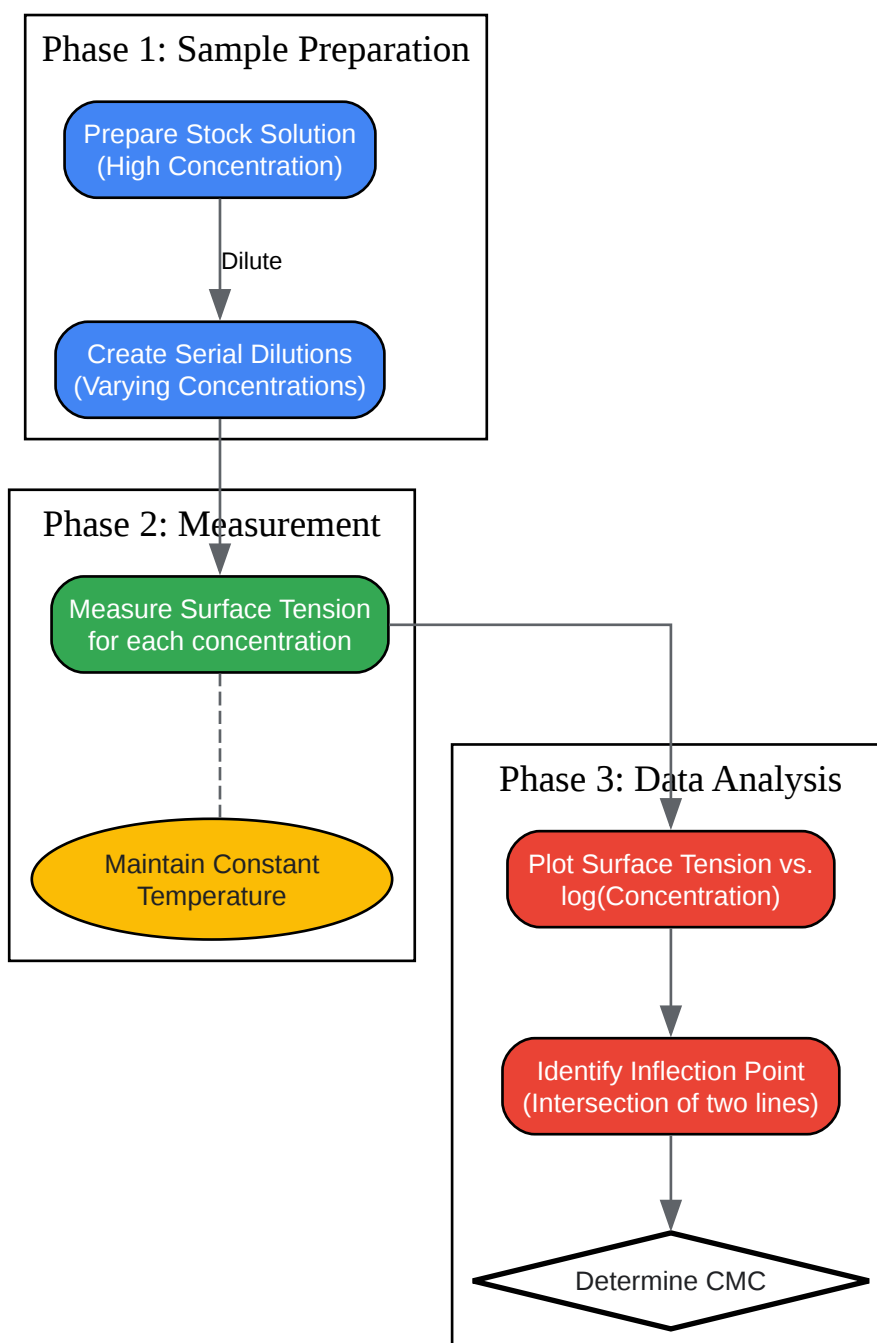 Phase 1: Sample Preparation
Prepare Stock Solution
(High Concentration)
Dilute
Create Serial Dilutions
(Varying Concentrations)
Phase 2: Measurement
Measure Surface Tension
for each concentration
Maintain Constant
Temperature
Phase 3: Data Analysis
Plot Surface Tension vs.
log(Concentration)
Identify Inflection Point
(Intersection of two lines)
Determine CMC